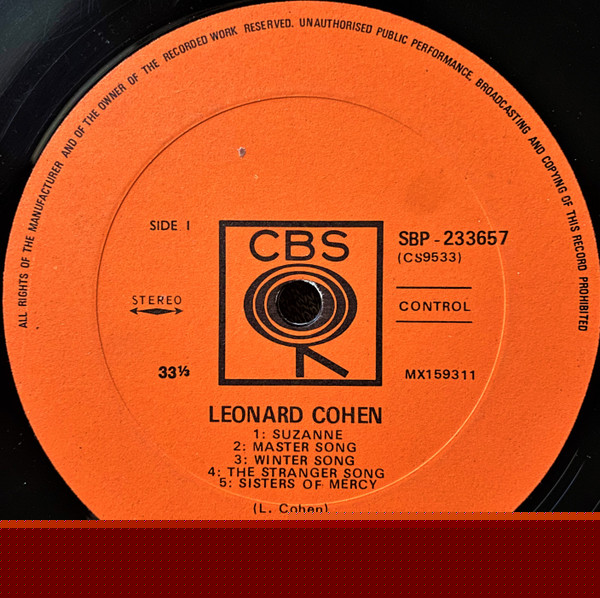 ALL RIGHTS OF THE MANUFACTURER AND OF THE OWNER OF THE RECORDED WORK RESERVED. UNAUTHORISED PUBLIC PERFORMANCE, BROADCASTING AND COPYING OF THIS RECORD PROHIBITED
SIDE 1
CBS
SBP-233657
(CS9533)
STEREO
CONTROL
33⅓
MX159311
LEONARD COHEN
1: SUZANNE
2: MASTER SONG
3: WINTER SONG
4: THE STRANGER SONG
5: SISTERS OF MERCY
(L. Cohen)